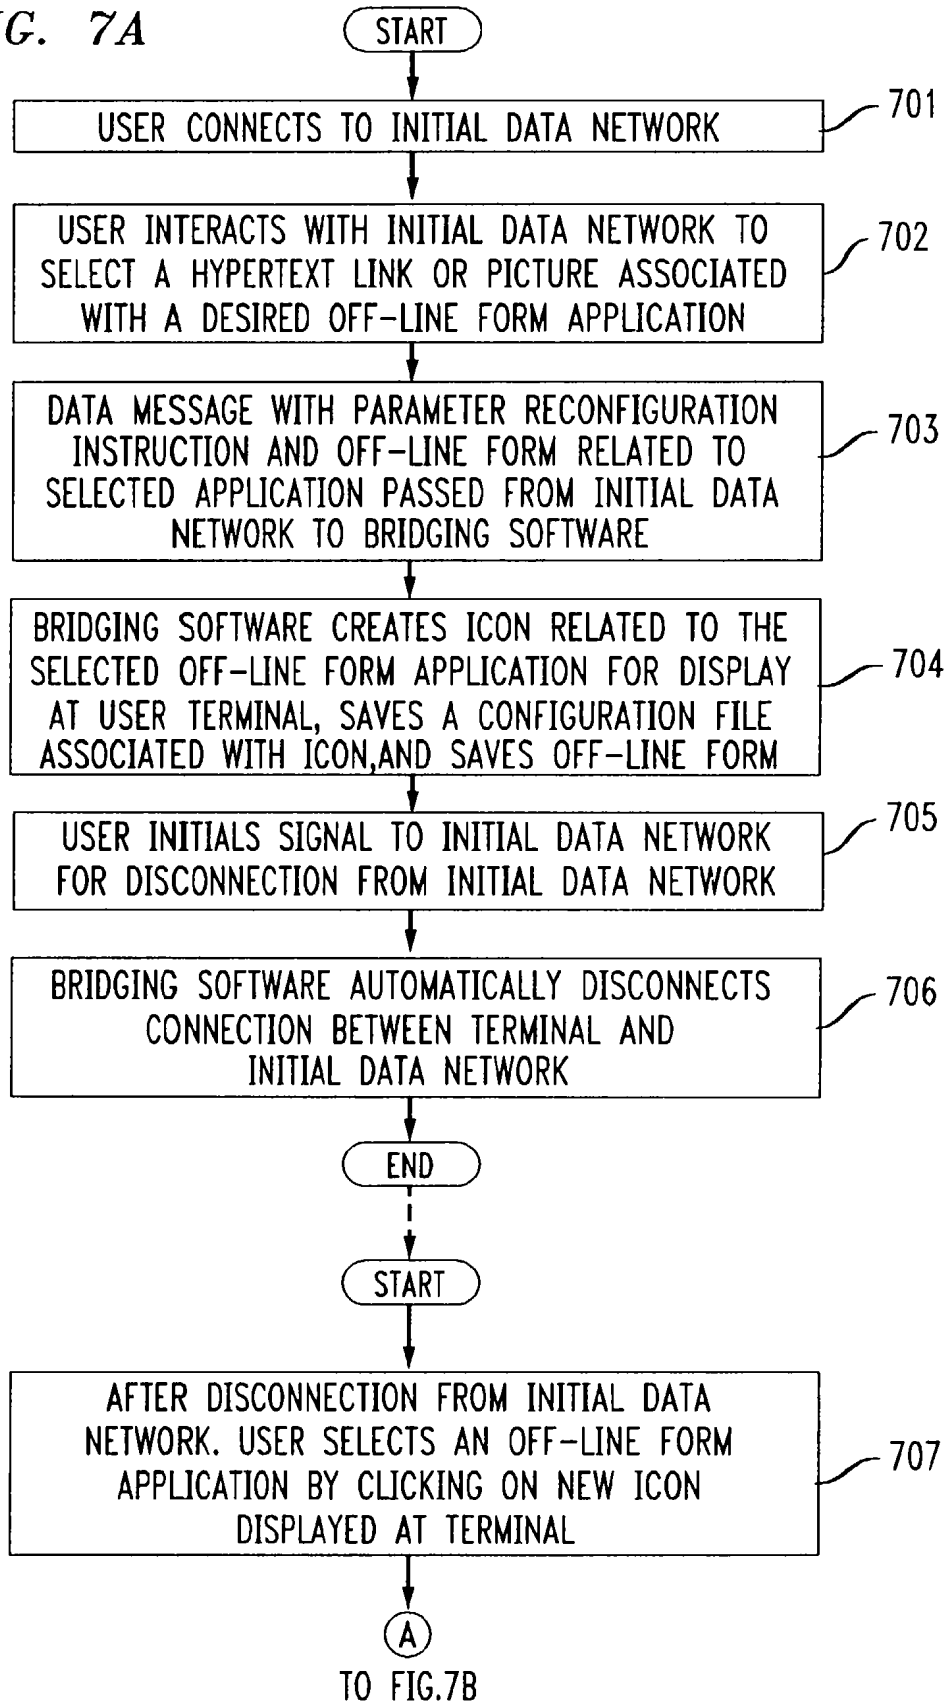 G. 7A
START
USER CONNECTS TO INITIAL DATA NETWORK
701
USER INTERACTS WITH INITIAL DATA NETWORK TO
SELECT A HYPERTEXT LINK OR PICTURE ASSOCIATED
WITH A DESIRED OFF-LINE FORM APPLICATION
702
DATA MESSAGE WITH PARAMETER RECONFIGURATION
INSTRUCTION AND OFF-LINE FORM RELATED TO
SELECTED APPLICATION PASSED FROM INITIAL DATA
NETWORK TO BRIDGING SOFTWARE
703
BRIDGING SOFTWARE CREATES ICON RELATED TO THE
SELECTED OFF-LINE FORM APPLICATION FOR DISPLAY
AT USER TERMINAL, SAVES A CONFIGURATION FILE
ASSOCIATED WITH ICON,AND SAVES OFF-LINE FORM
704
USER INITIALS SIGNAL TO INITIAL DATA NETWORK
FOR DISCONNECTION FROM INITIAL DATA NETWORK
705
BRIDGING SOFTWARE AUTOMATICALLY DISCONNECTS
CONNECTION BETWEEN TERMINAL AND
INITIAL DATA NETWORK
706
END
START
AFTER DISCONNECTION FROM INITIAL DATA
NETWORK. USER SELECTS AN OFF-LINE FORM
APPLICATION BY CLICKING ON NEW ICON
DISPLAYED AT TERMINAL
707
A
TO FIG.7B